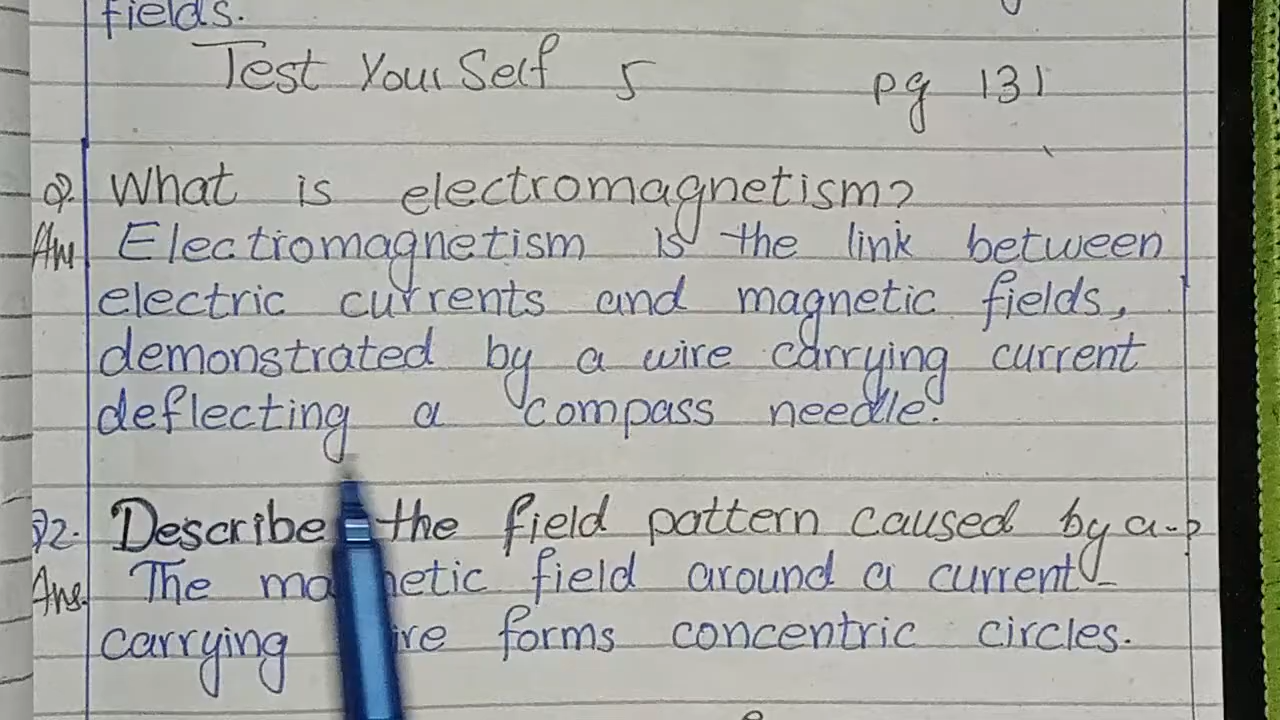 fields.
Test Your Self 5 pg 131
Q. What is electromagnetism?
Ans Electromagnetism is the link between
electric currents and magnetic fields,
demonstrated by a wire carrying current
deflecting a compass needle.
Q2. Describe the field pattern caused by a-?
Ans. The magnetic field around a current-
carrying wire forms concentric circles.